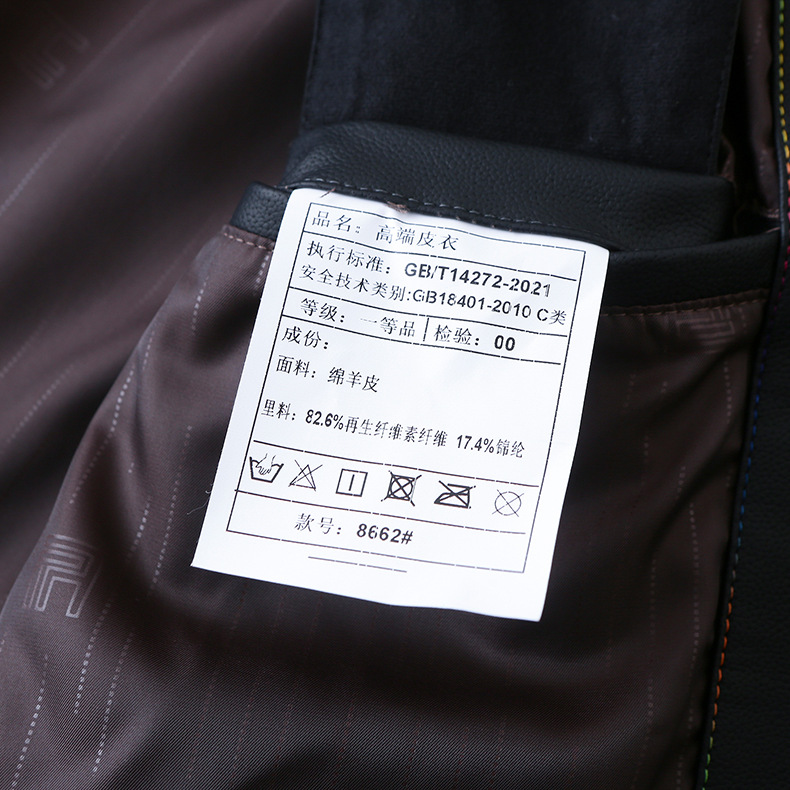 品名：高端皮衣
执行标准：GB/T14272-2021
安全技术类别:GB18401-2010 C类
等级：一等品 检验：00
成份：
面料：绵羊皮
里料：82.6%再生纤维素纤维 17.4%锦纶
款号：8662#